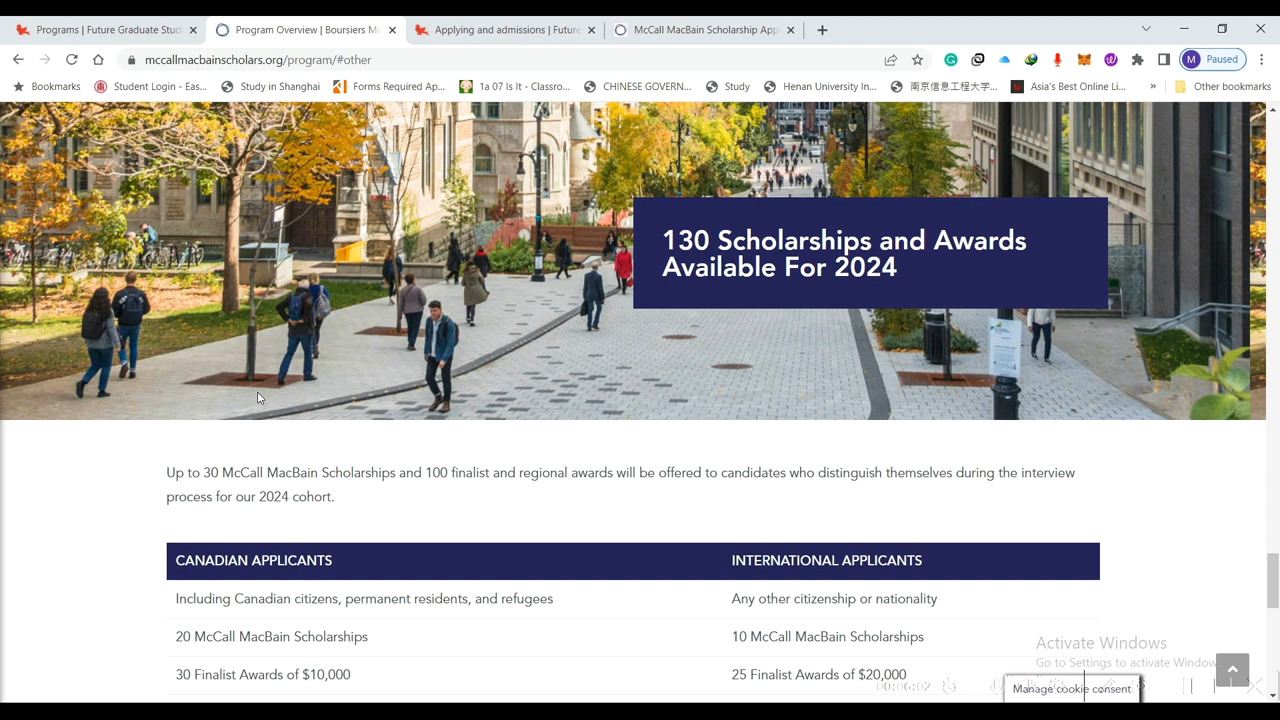 Programs | Future Graduate Stud
Program Overview | Boursiers M
Applying and admissions | Future
McCall MacBain Scholarship App
mccallmacbainscholars.org/program/#other
M Paused
Bookmarks
Student Login - Eas...
Study in Shanghai
Forms Required Ap...
1a 07 Is It - Classro...
CHINESE GOVERN...
Study
Henan University In...
南京信息工程大学...
Asia's Best Online Li...
»
Other bookmarks
130 Scholarships and Awards
Available For 2024
Up to 30 McCall MacBain Scholarships and 100 finalist and regional awards will be offered to candidates who distinguish themselves during the interview
process for our 2024 cohort.
CANADIAN APPLICANTS INTERNATIONAL APPLICANTS
Including Canadian citizens, permanent residents, and refugees Any other citizenship or nationality
20 McCall MacBain Scholarships 10 McCall MacBain Scholarships
30 Finalist Awards of $10,000 25 Finalist Awards of $20,000
Activate Windows
Go to Settings to activate Window
00:06:02
Manage cookie consent